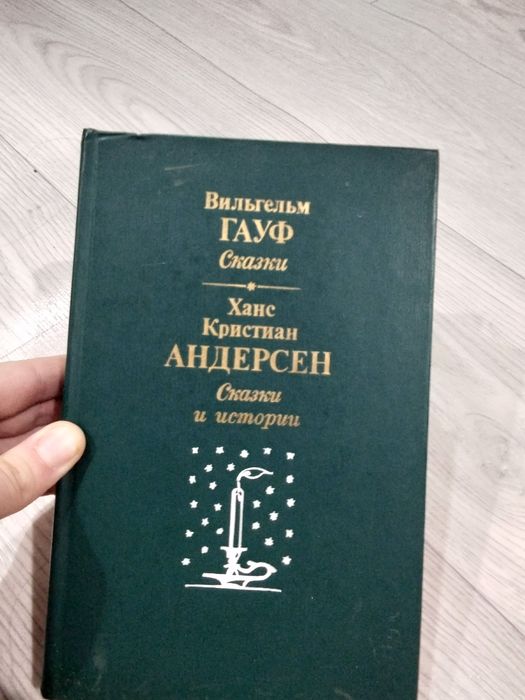 Вильгельм
ГАУФ
Сказки
Ханс
Кристиан
АНДЕРСЕН
Сказки
и истории